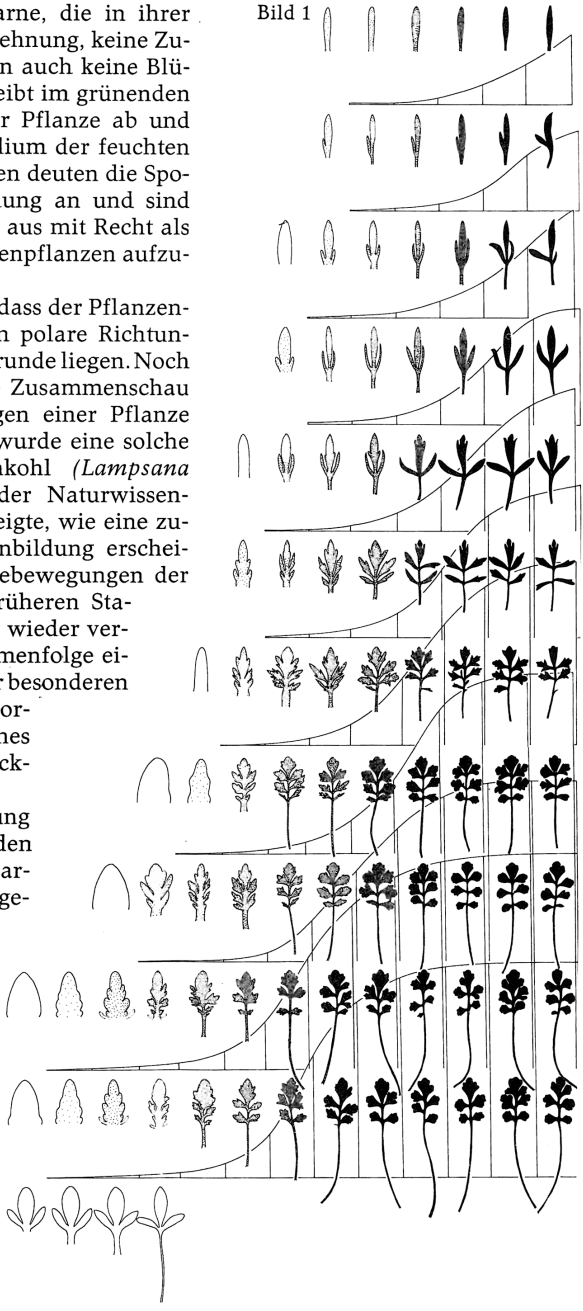 arne, die in ihrer
ehnung, keine Zu-
n auch keine Blü-
eibt im grünenden
r Pflanze ab und
lium der feuchten
en deuten die Spo-
dung an und sind
aus mit Recht als
enpflanzen aufzu-
dass der Pflanzen-
n polare Richtun-
runde liegen. Noch
Zusammenschau
gen einer Pflanze
wurde eine solche
nkohl (Lampsana
der Naturwissen-
eigte, wie eine zu-
nbildung erschei-
ebewegungen der
rüheren Sta-
wieder ver-
menfolge ei-
r besonderen
or-
nes
ck-
ung
den
ar-
ge-
Bild 1